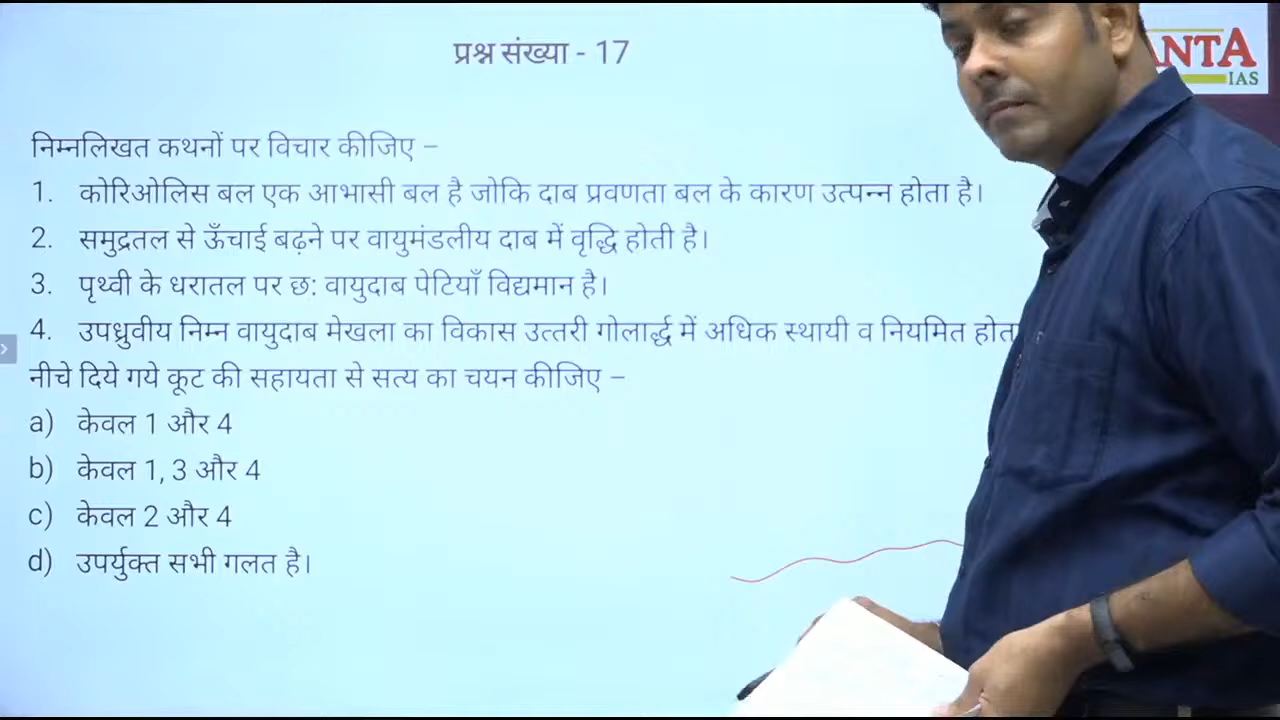 प्रश्न संख्या - 17
ANTA
IAS
निम्नलिखत कथनों पर विचार कीजिए –
1. कोरिओलिस बल एक आभासी बल है जोकि दाब प्रवणता बल के कारण उत्पन्न होता है।
2. समुद्रतल से ऊँचाई बढ़ने पर वायुमंडलीय दाब में वृद्धि होती है।
3. पृथ्वी के धरातल पर छ: वायुदाब पेटियाँ विद्यमान है।
4. उपध्रुवीय निम्न वायुदाब मेखला का विकास उत्तरी गोलार्द्ध में अधिक स्थायी व नियमित होत
नीचे दिये गये कूट की सहायता से सत्य का चयन कीजिए –
a) केवल 1 और 4
b) केवल 1, 3 और 4
c) केवल 2 और 4
d) उपर्युक्त सभी गलत है।